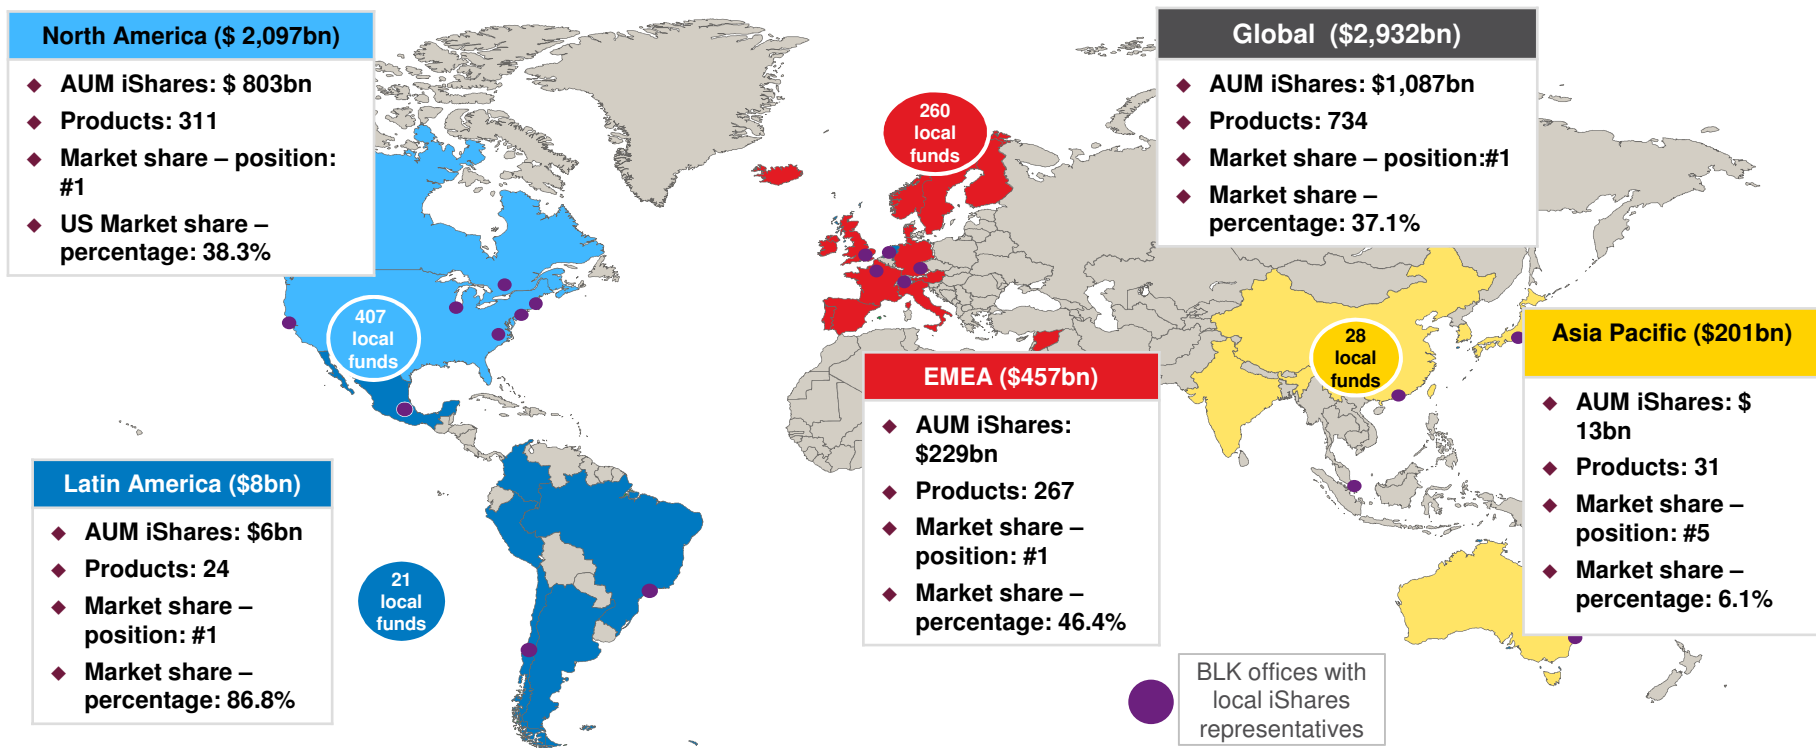 North America ($ 2,097bn)
AUM iShares: $ 803bn
Products: 311
Market share – position:
#1
US Market share –
percentage: 38.3%
407
local
funds
260
local
funds
Global  ($2,932bn)
AUM iShares: $1,087bn
Products: 734
Market share – position:#1
Market share –
percentage: 37.1%
28
local
funds
Asia Pacific ($201bn)
AUM iShares: $
13bn
Products: 31
Market share –
position: #5
Market share –
percentage: 6.1%
EMEA ($457bn)
AUM iShares:
$229bn
Products: 267
Market share –
position: #1
Market share –
percentage: 46.4%
Latin America ($8bn)
AUM iShares: $6bn
Products: 24
Market share –
position: #1
Market share –
percentage: 86.8%
21
local
funds
BLK offices with
local iShares
representatives